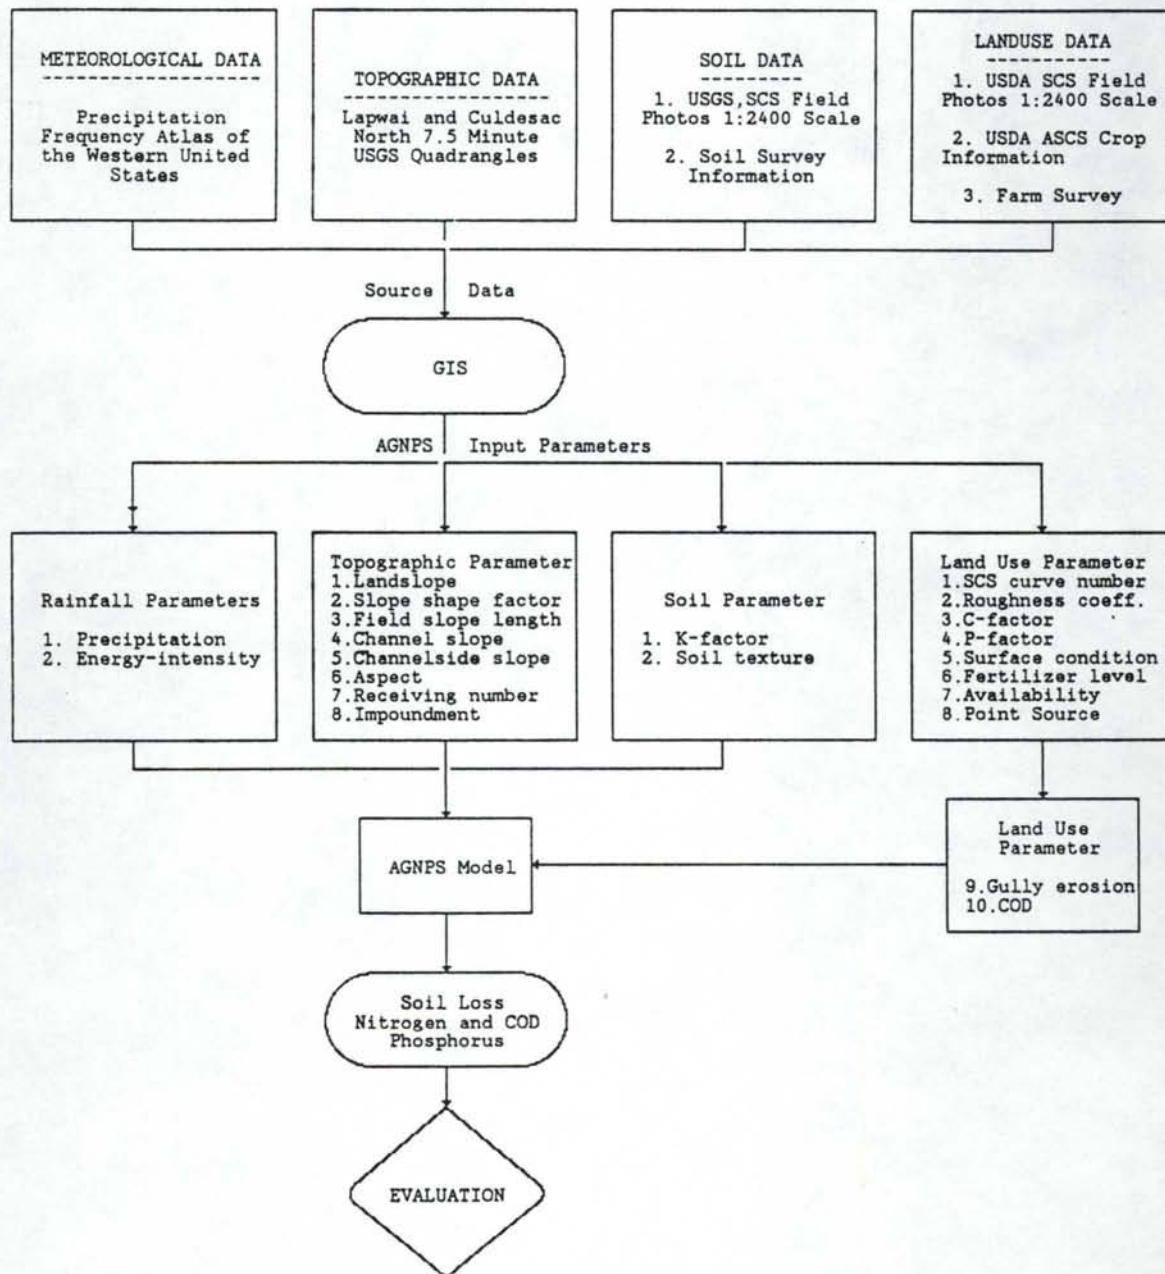 METEOROLOGICAL DATA
Precipitation
Frequency Atlas of
the Western United
States
TOPOGRAPHIC DATA
Lapwai and Culdesac
North 7.5 Minute
USGS Quadrangles
SOIL DATA
1. USGS,SCS Field
Photos 1:2400 Scale
2. Soil Survey
Information
LANDUSE DATA
1. USDA SCS Field
Photos 1:2400 Scale
2. USDA ASCS Crop
Information
3. Farm Survey
Source Data
GIS
AGNPS Input Parameters
Rainfall Parameters
1. Precipitation
2. Energy-intensity
Topographic Parameter
1.Landslope
2.Slope shape factor
3.Field slope length
4.Channel slope
5.Channelside slope
6.Aspect
7.Receiving number
8.Impoundment
Soil Parameter
1. K-factor
2. Soil texture
Land Use Parameter
1.SCS curve number
2.Roughness coeff.
3.C-factor
4.P-factor
5.Surface condition
6.Fertilizer level
7.Availability
8.Point Source
AGNPS Model
Land Use
Parameter
9.Gully erosion
10.COD
Soil Loss
Nitrogen and COD
Phosphorus
EVALUATION